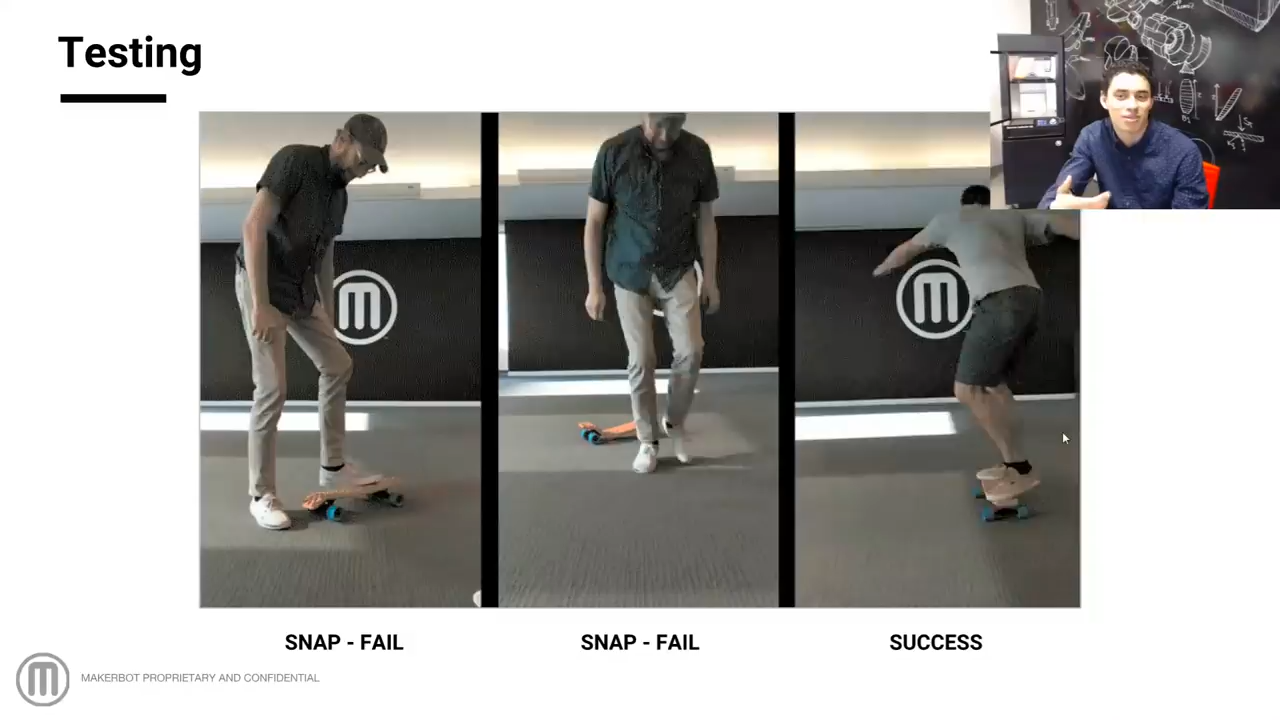 Testing
SNAP - FAIL
SNAP - FAIL
SUCCESS
MAKERBOT PROPRIETARY AND CONFIDENTIAL